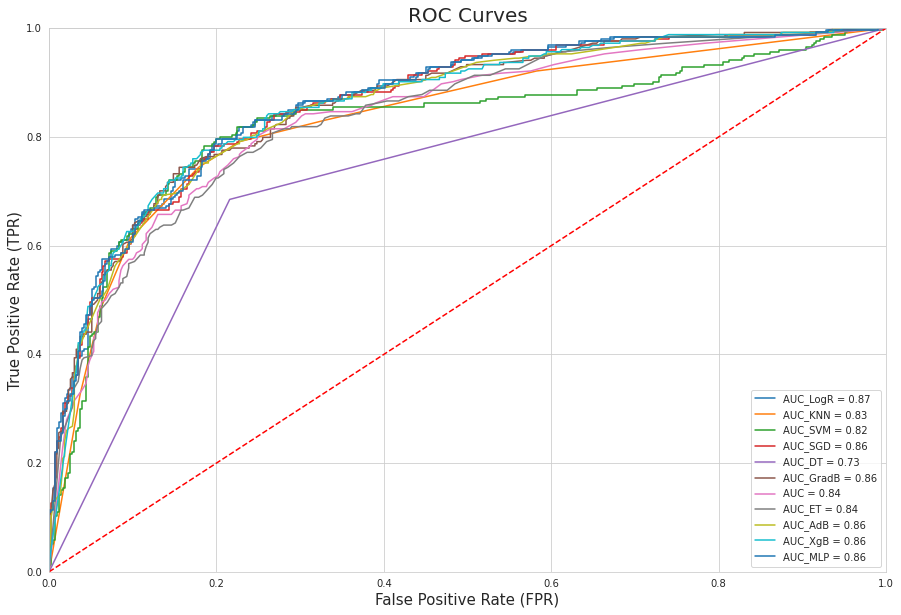 ROC Curves
True Positive Rate (TPR)
1.0
0.8
0.6
0.4
0.2
0.0
AUC_LogR = 0.87
AUC_KNN = 0.83
AUC_SVM = 0.82
AUC_SGD = 0.86
AUC_DT = 0.73
AUC_GradB = 0.86
AUC = 0.84
AUC_ET = 0.84
AUC_AdB = 0.86
AUC_XgB = 0.86
AUC_MLP = 0.86
0.0 0.2 0.4 0.6 0.8 1.0
False Positive Rate (FPR)